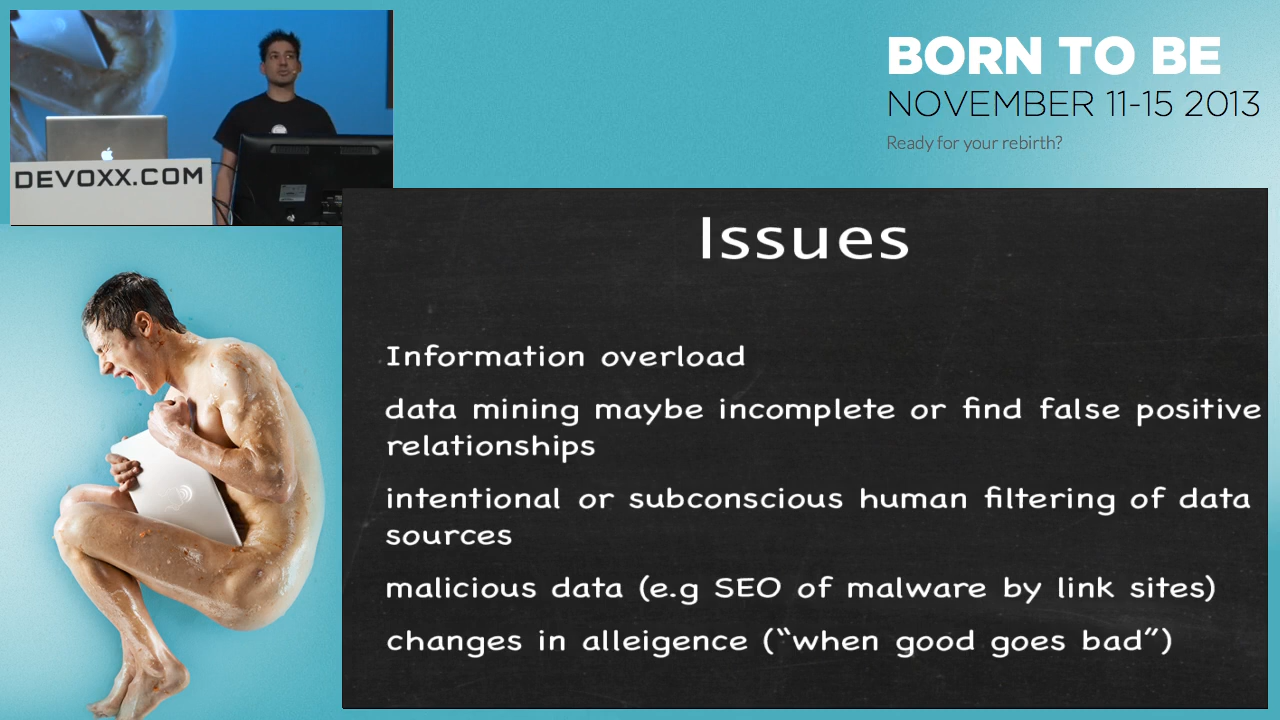 BORN TO BE
NOVEMBER 11-15 2013
Ready for your rebirth?
DEVOXX.COM
Issues
Information overload
data mining maybe incomplete or find false positive
relationships
intentional or subconscious human filtering of data
sources
malicious data (e.g SEO of malware by link sites)
changes in alleigence (“when good goes bad”)